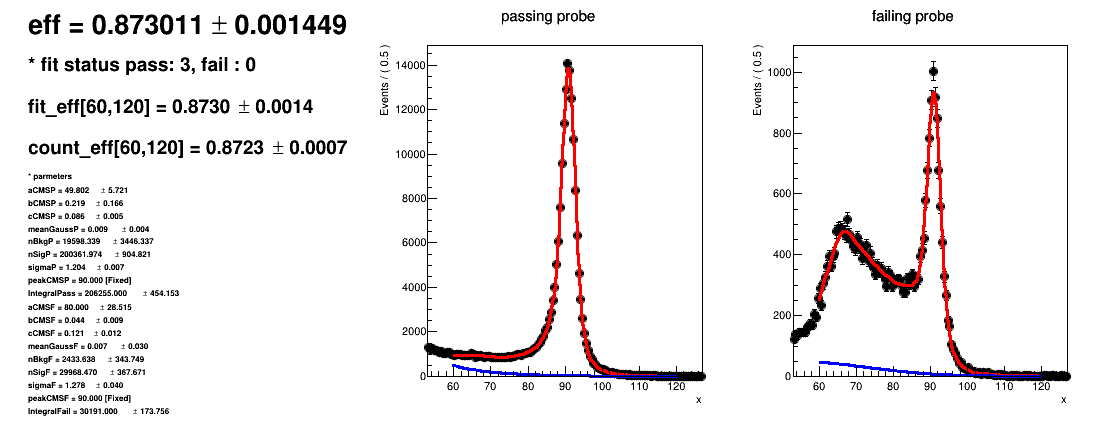 eff = 0.873011 ± 0.001449
* fit status pass: 3, fail : 0
fit_eff[60,120] = 0.8730 ± 0.0014
count_eff[60,120] = 0.8723 ± 0.0007
* parmeters
aCMSP = 49.802 ± 5.721
bCMSP = 0.219 ± 0.166
cCMSP = 0.086 ± 0.005
meanGaussP = 0.009 ± 0.004
nBkgP = 19598.339 ± 3446.337
nSigP = 200361.974 ± 904.821
sigmaP = 1.204 ± 0.007
peakCMSP = 90.000 [Fixed]
IntegralPass = 206255.000 ± 454.153
aCMSF = 80.000 ± 28.515
bCMSF = 0.044 ± 0.009
cCMSF = 0.121 ± 0.012
meanGaussF = 0.007 ± 0.030
nBkgF = 2433.638 ± 343.749
nSigF = 29968.470 ± 367.671
sigmaF = 1.278 ± 0.040
peakCMSF = 90.000 [Fixed]
IntegralFail = 30191.000 ± 173.756
passing probe
Events / ( 0.5 )
14000
12000
10000
8000
6000
4000
2000
0
60 70 80 90 100 110 120
x
failing probe
Events / ( 0.5 )
1000
800
600
400
200
0
60 70 80 90 100 110 120
x